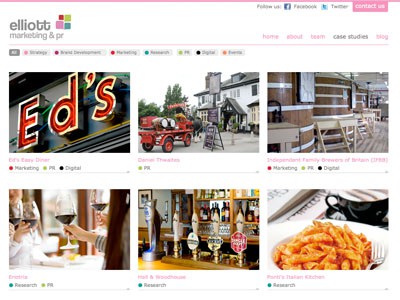 Follow us: Facebook Twitter contact us
elliott
marketing & pr
home about team case studies blog
All Strategy Brand Development Marketing Research PR Digital Events
Ed's
Ed's Easy Diner
Marketing PR Digital
Daniel Thwaites
PR
Independent Family Brewers of Britain (IFBB)
Marketing PR Digital
Enotria
Research PR
Hall & Woodhouse
Research
Ponti's Italian Kitchen
Research